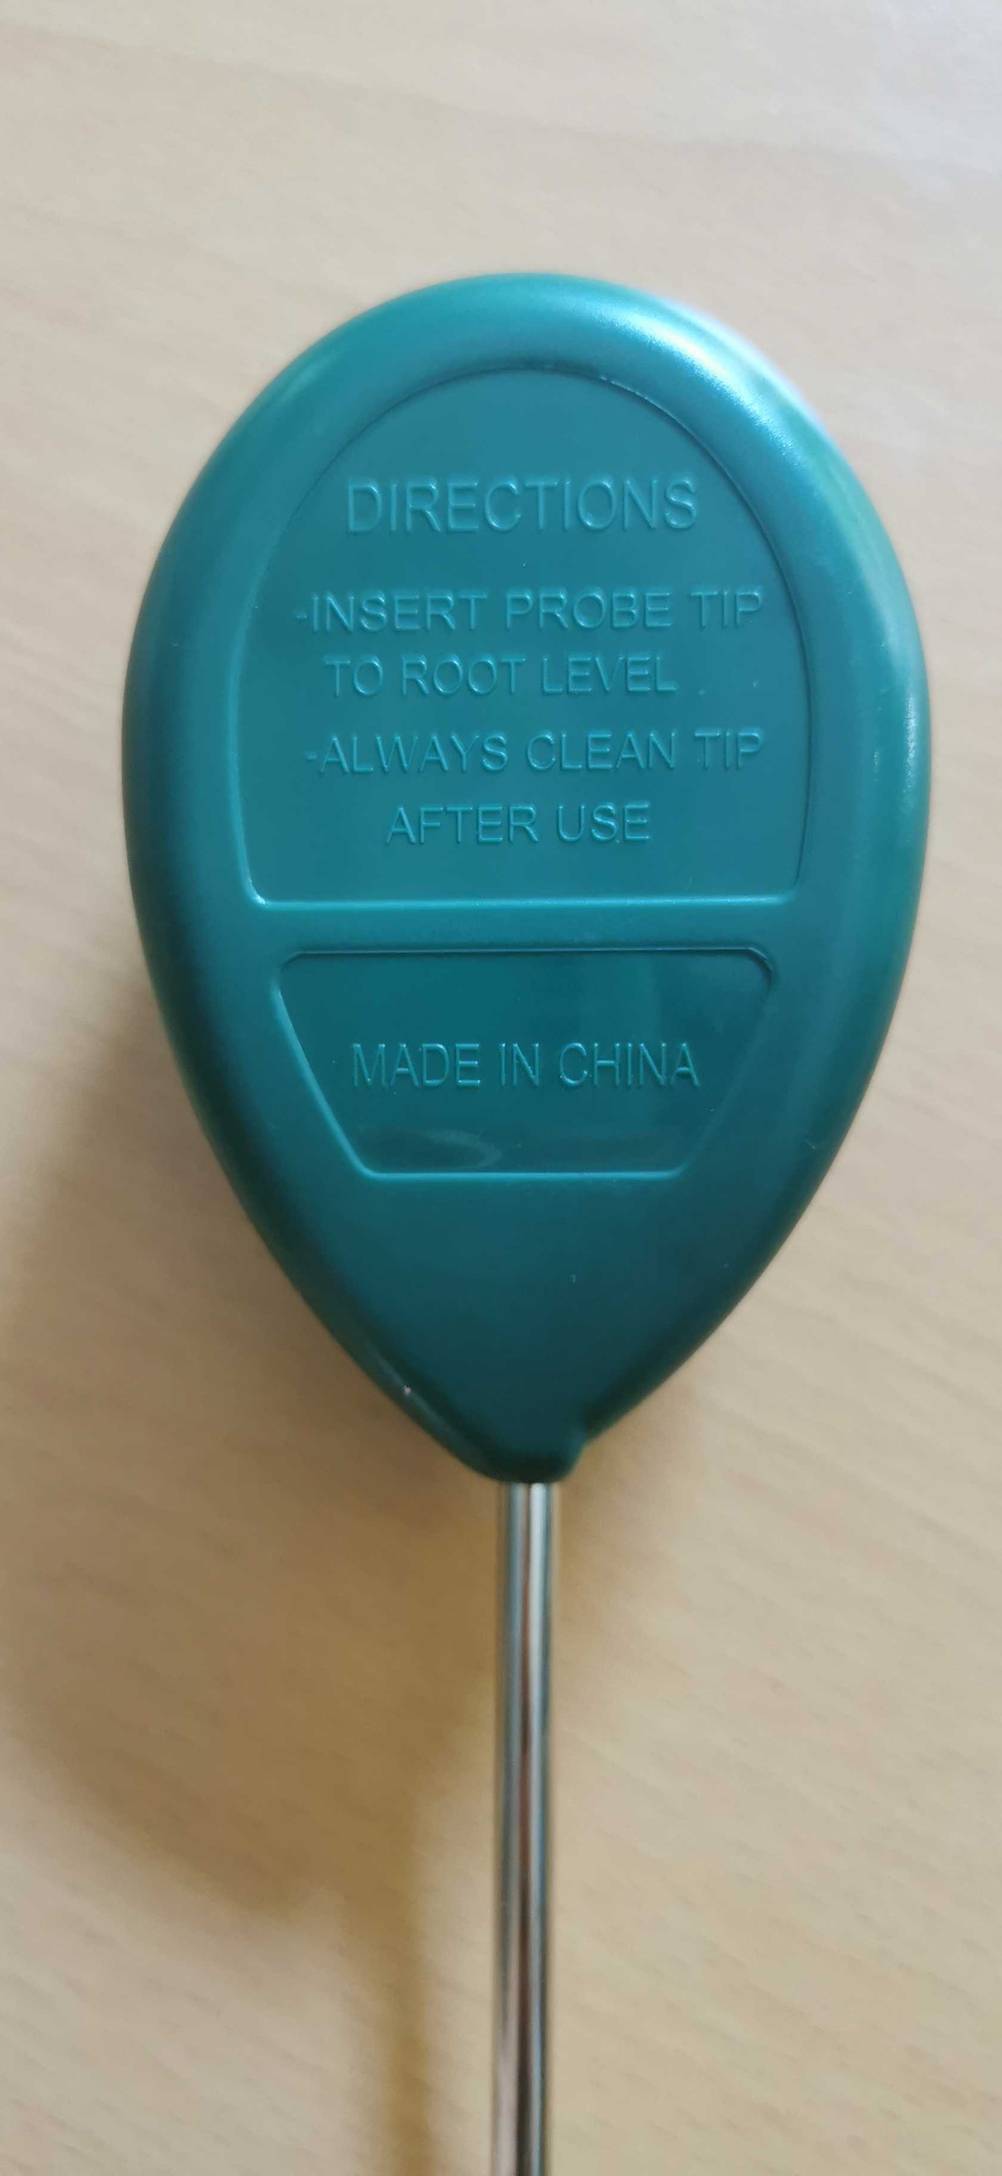 DIRECTIONS
-INSERT PROBE TIP
TO ROOT LEVEL
-ALWAYS CLEAN TIP
AFTER USE
MADE IN CHINA